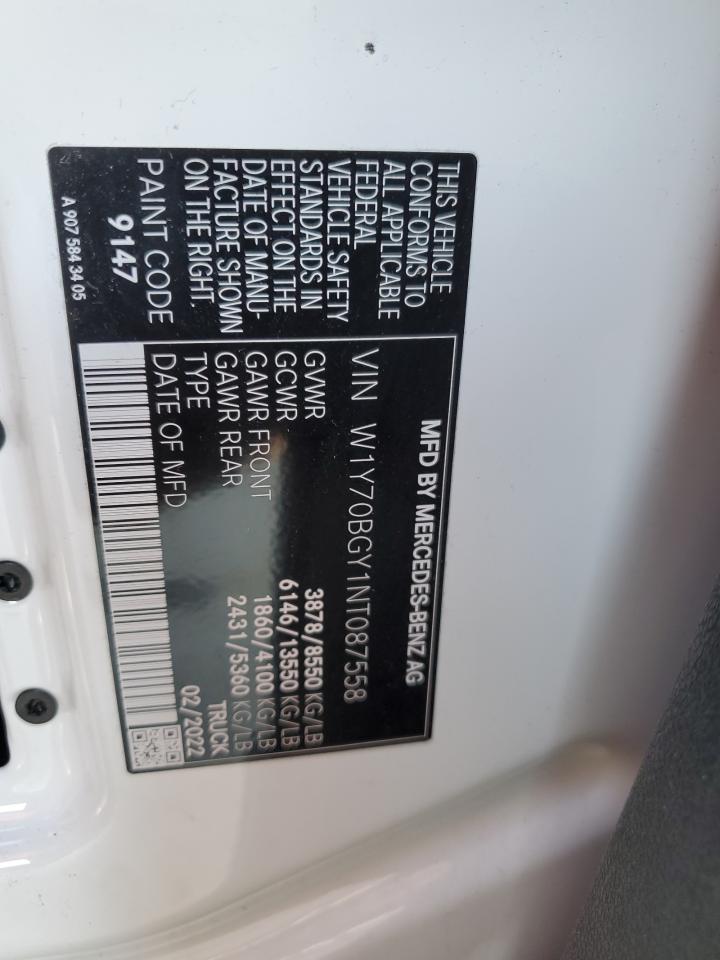 THIS VEHICLE
CONFORMS TO
ALL APPLICABLE
FEDERAL
VEHICLE SAFETY
STANDARDS IN
EFFECT ON THE
DATE OF MANU-
FACTURE SHOWN
ON THE RIGHT.
PAINT CODE
9147
A 907 584 34 05
MFD BY MERCEDES-BENZ AG
VIN W1Y70BGY1NT087558
GVWR 3878/8550 KG/LB
GCWR 6146/13550 KG/LB
GAWR FRONT 1860/4100 KG/LB
GAWR REAR 2431/5360 KG/LB
TYPE TRUCK
DATE OF MFD 02/2022